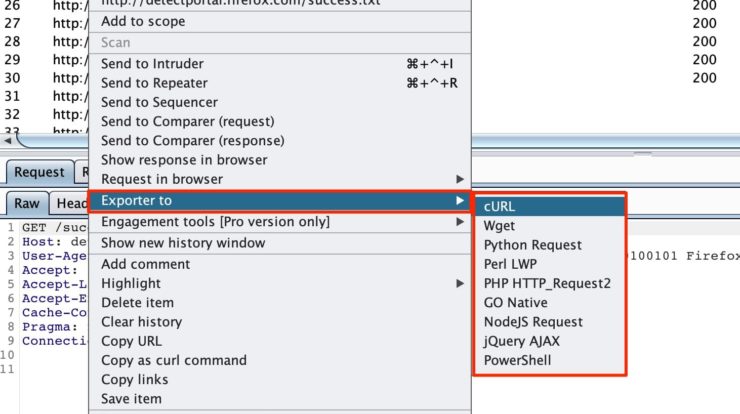 26 http:/ 200
27 http:/ 200
28 http:/ 200
29 http:/ 200
30 http:/ 200
31 http:/
32 http:/
33 http:/
http://detectportal.firefox.com/success.txt
Add to scope
Scan
Send to Intruder ⌘+^+I
Send to Repeater ⌘+^+R
Send to Sequencer
Send to Comparer (request)
Send to Comparer (response)
Show response in browser
Request in browser
Exporter to
Engagement tools [Pro version only]
Show new history window
Add comment
Highlight
Delete item
Clear history
Copy URL
Copy as curl command
Copy links
Save item
cURL
Wget
Python Request
Perl LWP
PHP HTTP_Request2
GO Native
NodeJS Request
jQuery AJAX
PowerShell
Request R
Raw Head
1 GET /suc
2 Host: de
3 User-Age 0100101 Firefox
4 Accept:
5 Accept-L
6 Accept-E
7 Cache-Co
8 Pragma:
9 Connectio
10
11